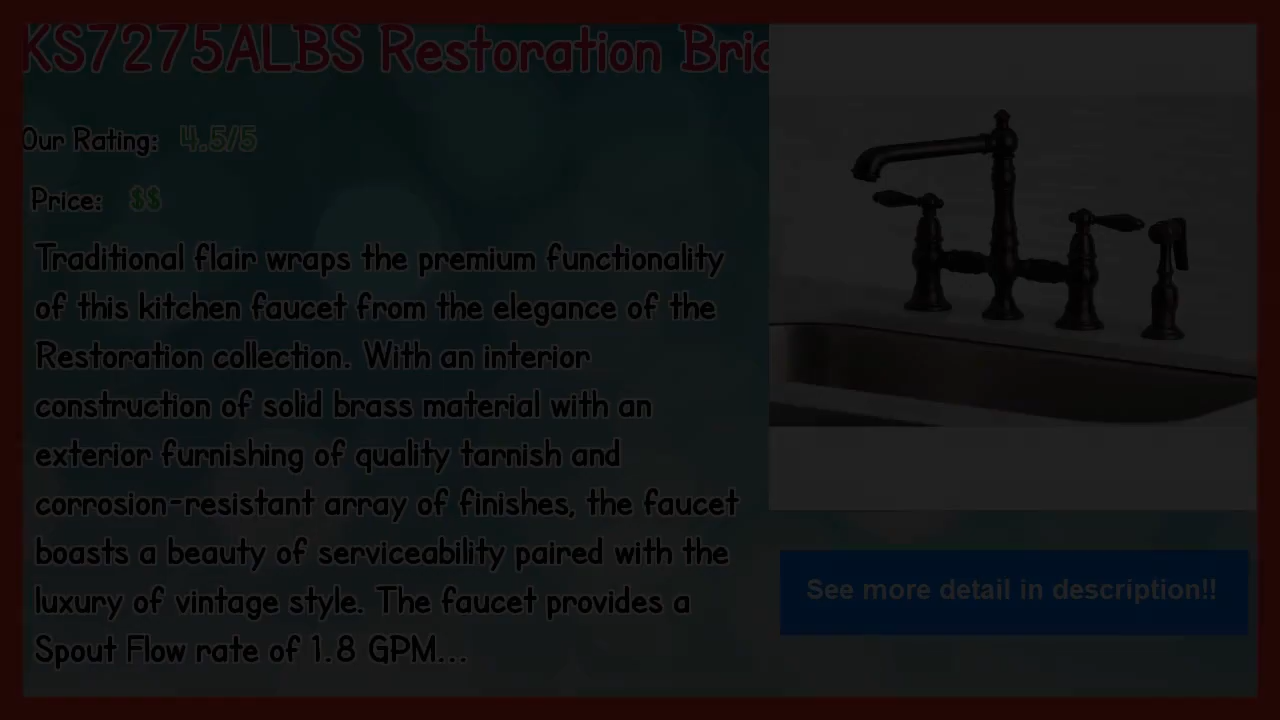 KS7275ALBS Restoration Bric
Our Rating: 4.5/5
Price: $$
Traditional flair wraps the premium functionality
of this kitchen faucet from the elegance of the
Restoration collection. With an interior
construction of solid brass material with an
exterior furnishing of quality tarnish and
corrosion-resistant array of finishes, the faucet
boasts a beauty of serviceability paired with the
luxury of vintage style. The faucet provides a
Spout Flow rate of 1.8 GPM...
See more detail in description!!